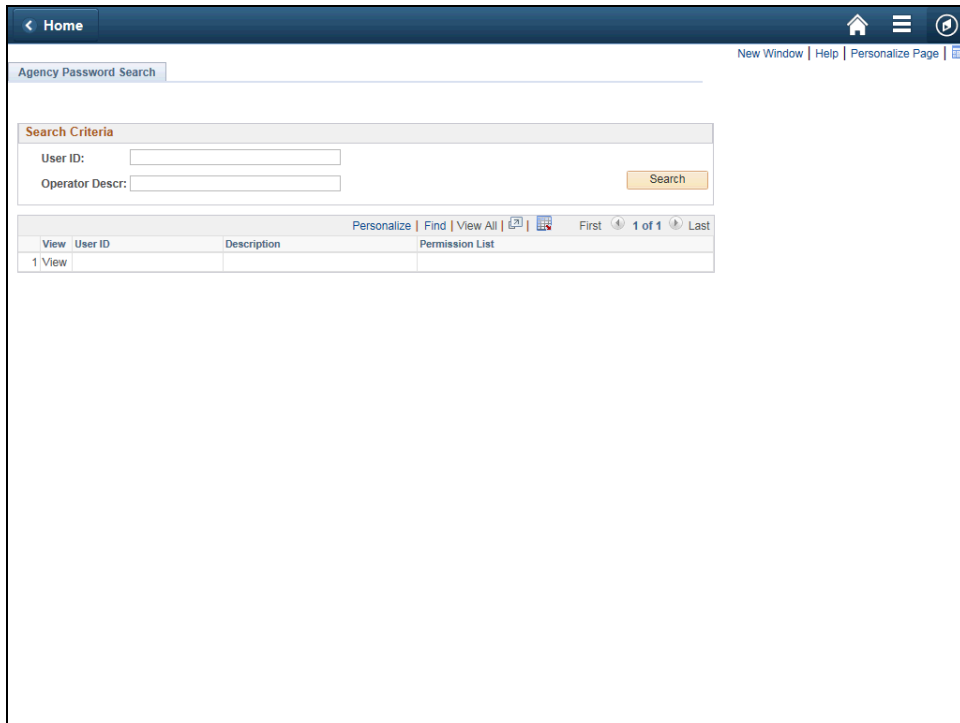 Home
New Window | Help | Personalize Page |
Agency Password Search
Search Criteria
User ID:
Operator Descr:
Search
Personalize | Find | View All | | First 1 of 1 Last
View User ID Description Permission List
1 View